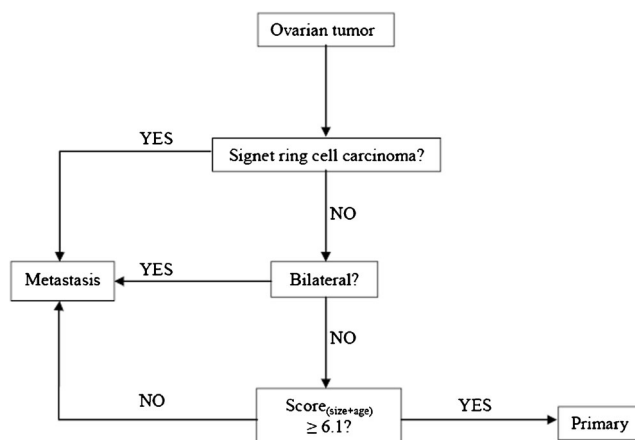 Ovarian tumor
YES
Signet ring cell carcinoma?
NO
Metastasis
YES
Bilateral?
NO
NO
Score(size+age)
≥ 6.1?
YES
Primary